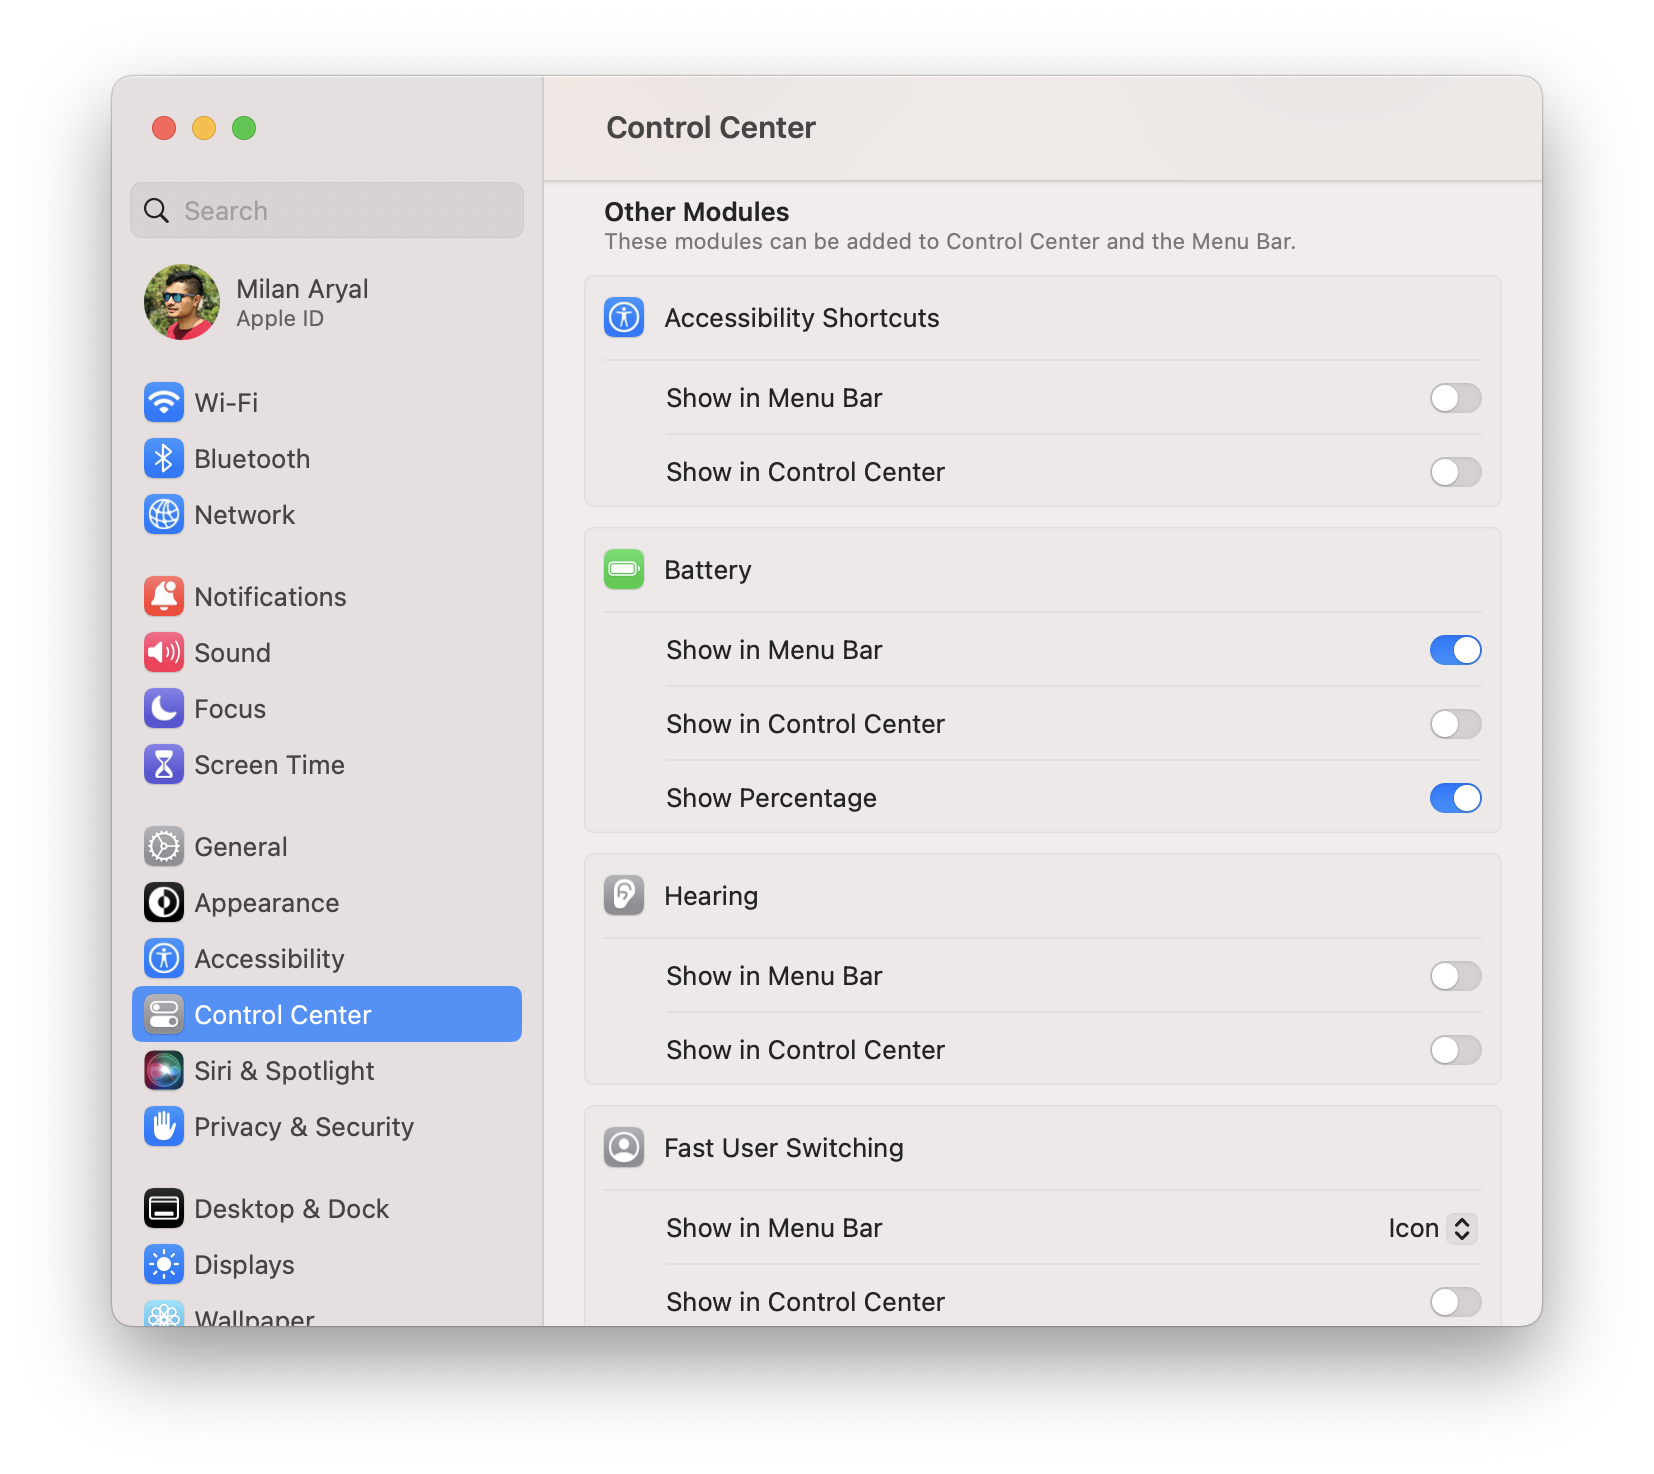 Search
Milan Aryal
Apple ID
Wi-Fi
Bluetooth
Network
Notifications
Sound
Focus
Screen Time
General
Appearance
Accessibility
Control Center
Siri & Spotlight
Privacy & Security
Desktop & Dock
Displays
Wallpaper
Control Center
Other Modules
These modules can be added to Control Center and the Menu Bar.
Accessibility Shortcuts
Show in Menu Bar
Show in Control Center
Battery
Show in Menu Bar
Show in Control Center
Show Percentage
Hearing
Show in Menu Bar
Show in Control Center
Fast User Switching
Show in Menu Bar Icon
Show in Control Center